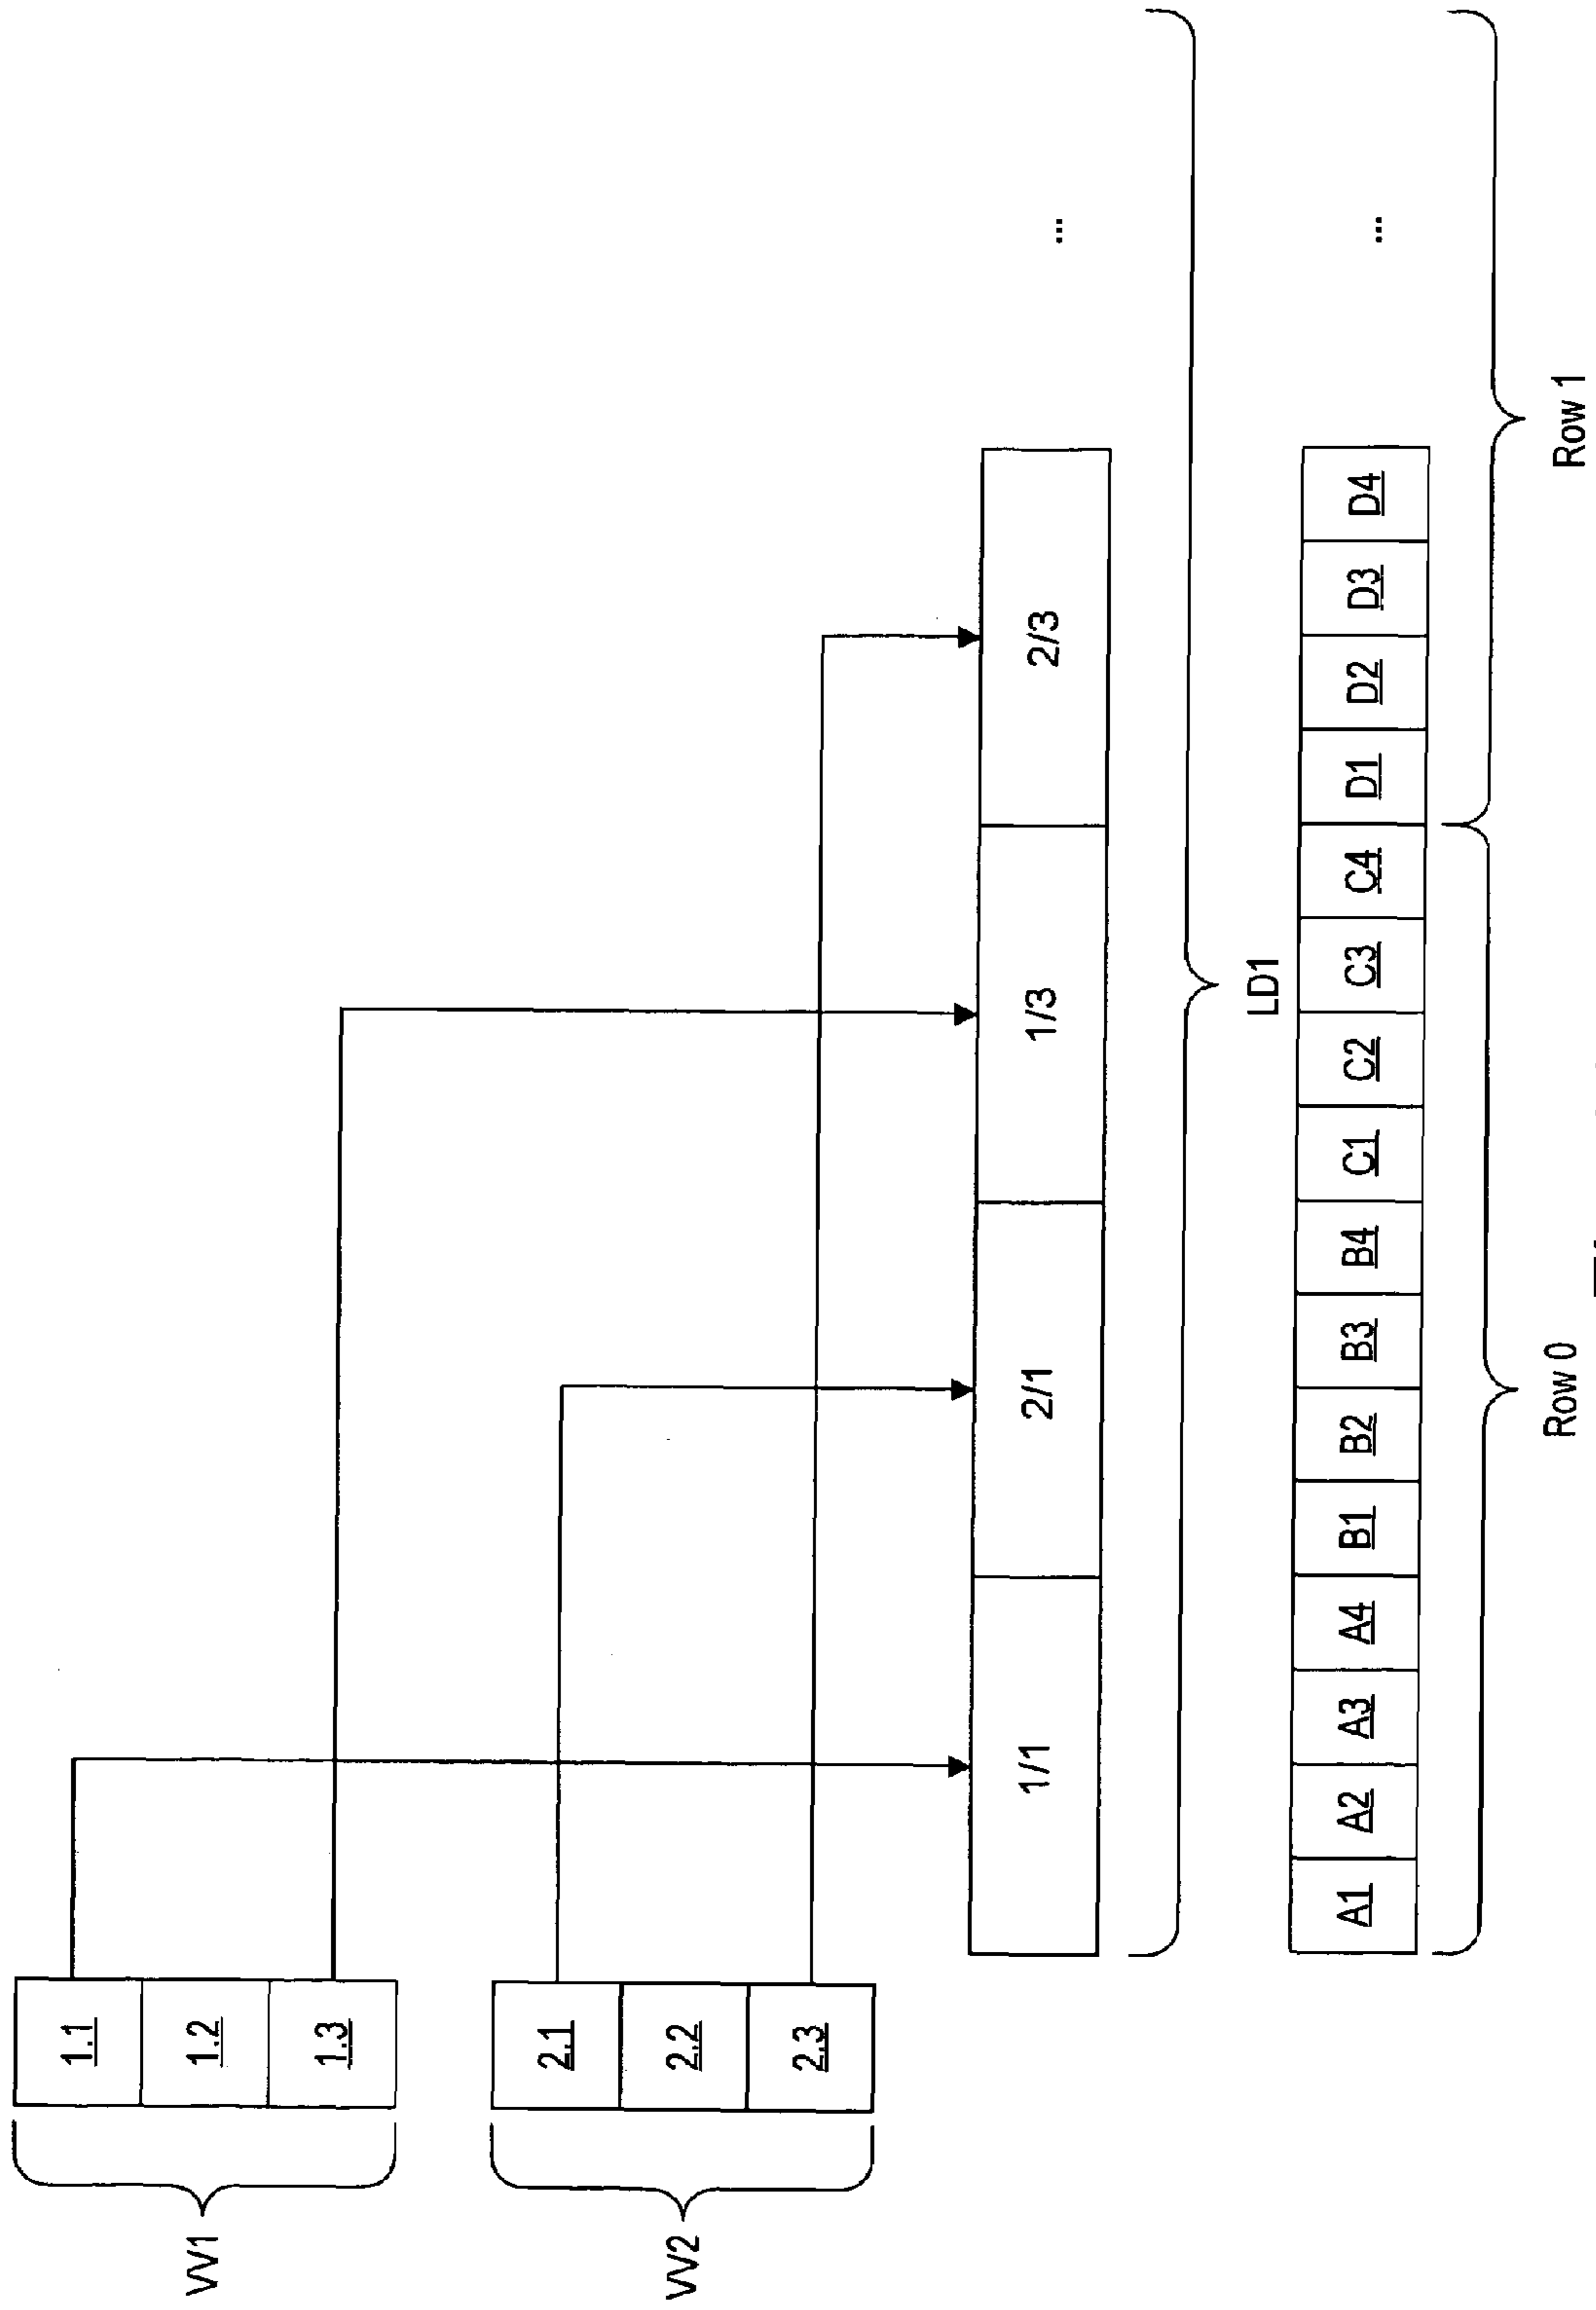 VV1
1.1
1.2
1.3
VV2
2.1
2.2
2.3
1/1 2/1 1/3 2/3 ...
LD1
A1 A2 A3 A4 B1 B2 B3 B4 C1 C2 C3 C4 D1 D2 D3 D4 ...
Row 0 Row 1